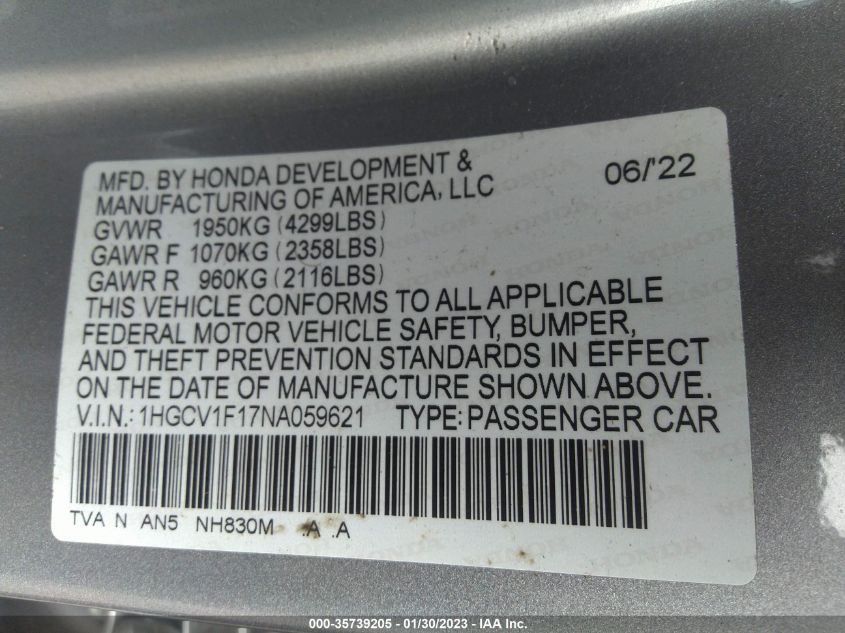 MFD. BY HONDA DEVELOPMENT & 06/'22
MANUFACTURING OF AMERICA, LLC
GVWR 1950KG (4299LBS)
GAWR F 1070KG (2358LBS)
GAWR R 960KG (2116LBS)
THIS VEHICLE CONFORMS TO ALL APPLICABLE
FEDERAL MOTOR VEHICLE SAFETY, BUMPER,
AND THEFT PREVENTION STANDARDS IN EFFECT
ON THE DATE OF MANUFACTURE SHOWN ABOVE.
V.I.N.: 1HGCV1F17NA059621 TYPE: PASSENGER CAR
TVA N AN5 NH830M .A .A
000-35739205 - 01/30/2023 - IAA Inc.